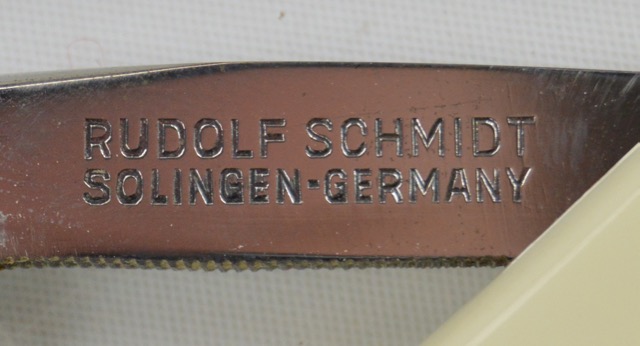 RUDOLF SCHMIDT
SOLINGEN-GERMANY